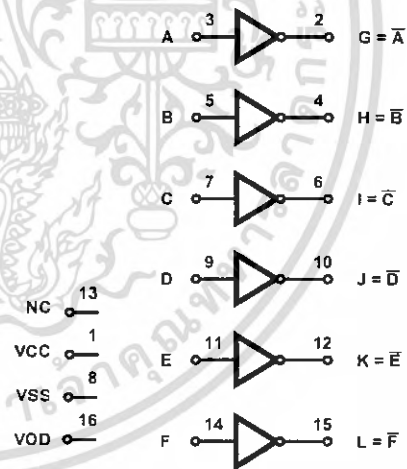 A 3 2 G = A̅
B 5 4 H = B̅
C 7 6 I = C̅
D 9 10 J = D̅
NC 13
VCC 1
E 11 12 K = E̅
VSS 8
VOD 16
F 14 15 L = F̅